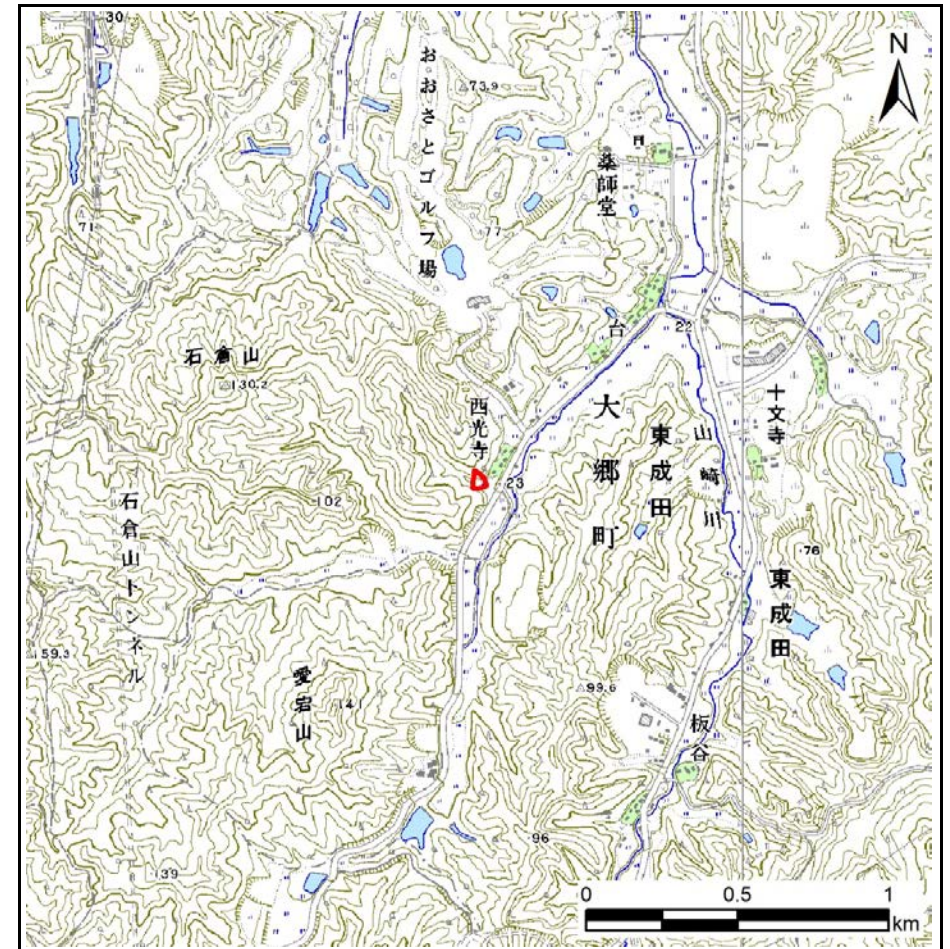 30
N
おおさとゴルフ場
73.9
薬師堂
71
77
台
22
石倉山
130.2
西光寺
大郷町
東成田
山崎川
十文寺
23
102
石倉山トンネル
76
東成田
159.3
愛宕山
141
99.6
板谷
96
139
0
0.5
1
km